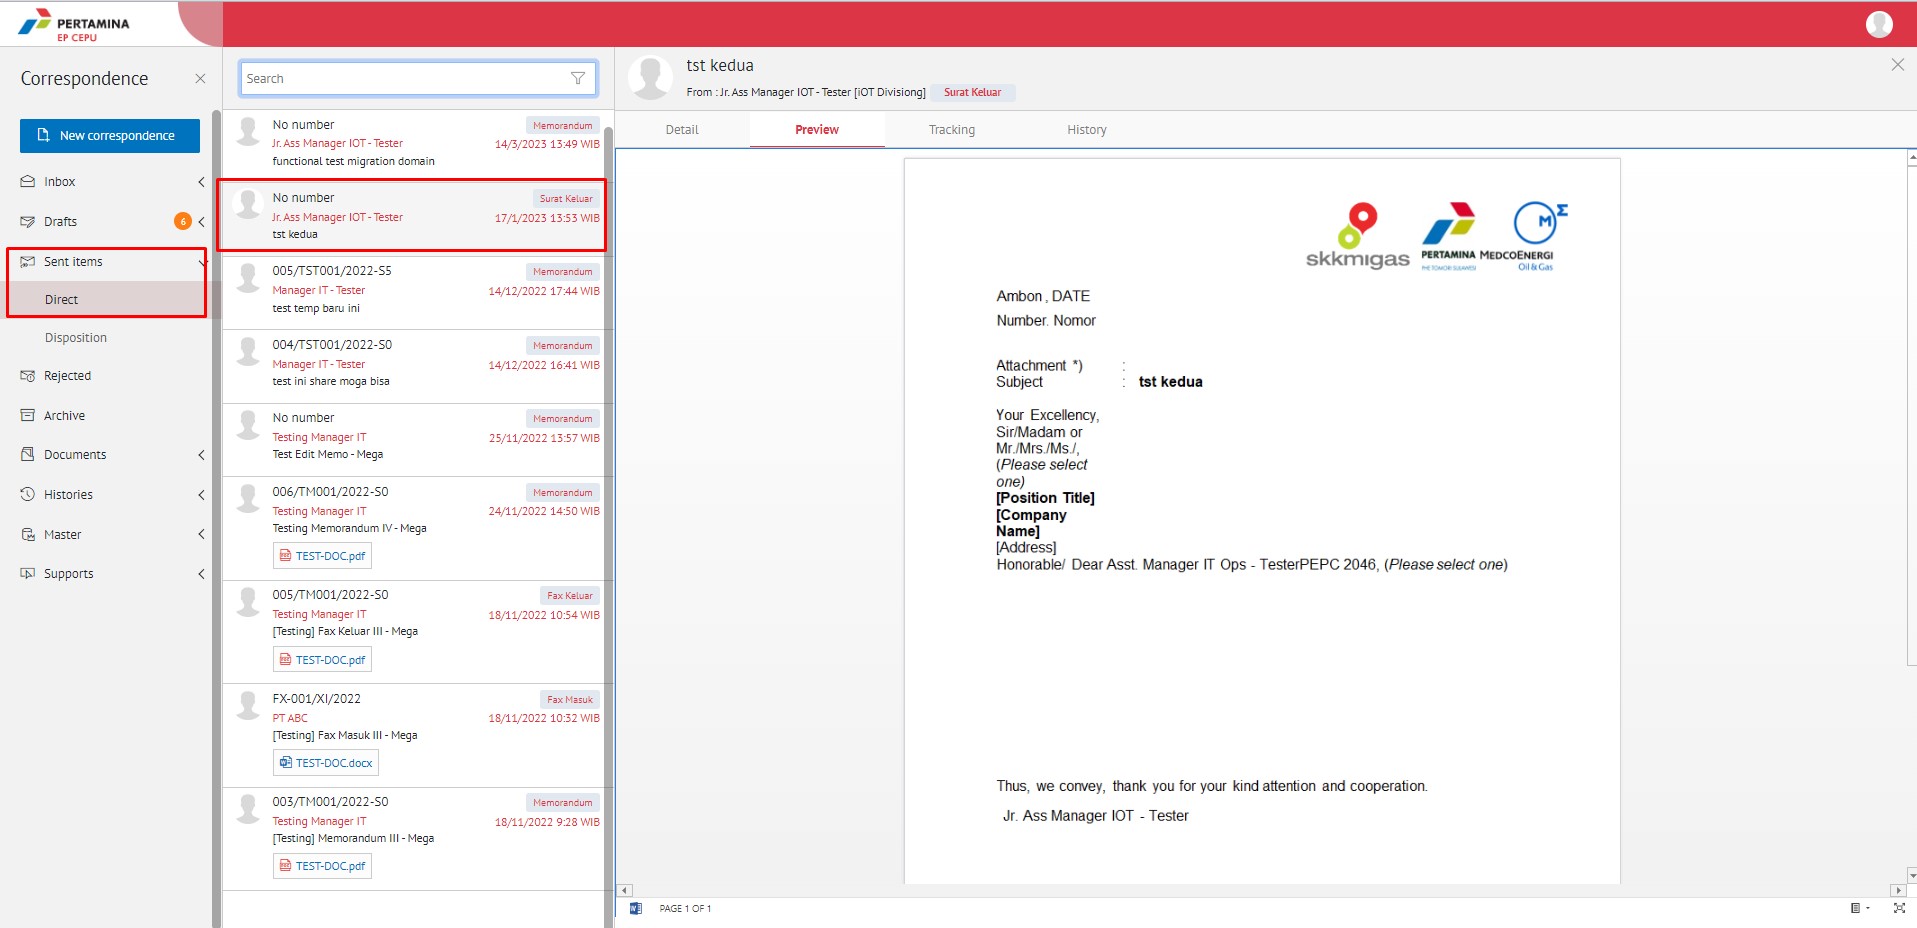 PERTAMINA
EP CEPU
Correspondence
New correspondence
Inbox
Drafts
6
Sent items
Direct
Disposition
Rejected
Archive
Documents
Histories
Master
Supports
Search
No number
Memorandum
Jr. Ass Manager IOT - Tester
14/3/2023 13:49 WIB
functional test migration domain
No number
Surat Keluar
Jr. Ass Manager IOT - Tester
17/1/2023 13:53 WIB
tst kedua
005/TST001/2022-S5
Memorandum
Manager IT - Tester
14/12/2022 17:44 WIB
test temp baru ini
004/TST001/2022-S0
Memorandum
Manager IT - Tester
14/12/2022 16:41 WIB
test ini share moga bisa
No number
Memorandum
Testing Manager IT
25/11/2022 13:57 WIB
Test Edit Memo - Mega
006/TM001/2022-S0
Memorandum
Testing Manager IT
24/11/2022 14:50 WIB
Testing Memorandum IV - Mega
TEST-DOC.pdf
005/TM001/2022-S0
Fax Keluar
Testing Manager IT
18/11/2022 10:54 WIB
[Testing] Fax Keluar III - Mega
TEST-DOC.pdf
FX-001/XI/2022
Fax Masuk
PT ABC
18/11/2022 10:32 WIB
[Testing] Fax Masuk III - Mega
TEST-DOC.docx
003/TM001/2022-S0
Memorandum
Testing Manager IT
18/11/2022 9:28 WIB
[Testing] Memorandum III - Mega
TEST-DOC.pdf
tst kedua
From : Jr. Ass Manager IOT - Tester [iOT Divisiong]
Surat Keluar
Detail
Preview
Tracking
History
skkmigas
PERTAMINA
MEDCOENERGI
Oil & Gas
Ambon , DATE
Number. Nomor
Attachment *) :
Subject : tst kedua
Your Excellency,
Sir/Madam or
Mr./Mrs./Ms./,
(Please select
one)
[Position Title]
[Company
Name]
[Address]
Honorable/ Dear Asst. Manager IT Ops - TesterPEPC 2046, (Please select one)
Thus, we convey, thank you for your kind attention and cooperation.
Jr. Ass Manager IOT - Tester
PAGE 1 OF 1